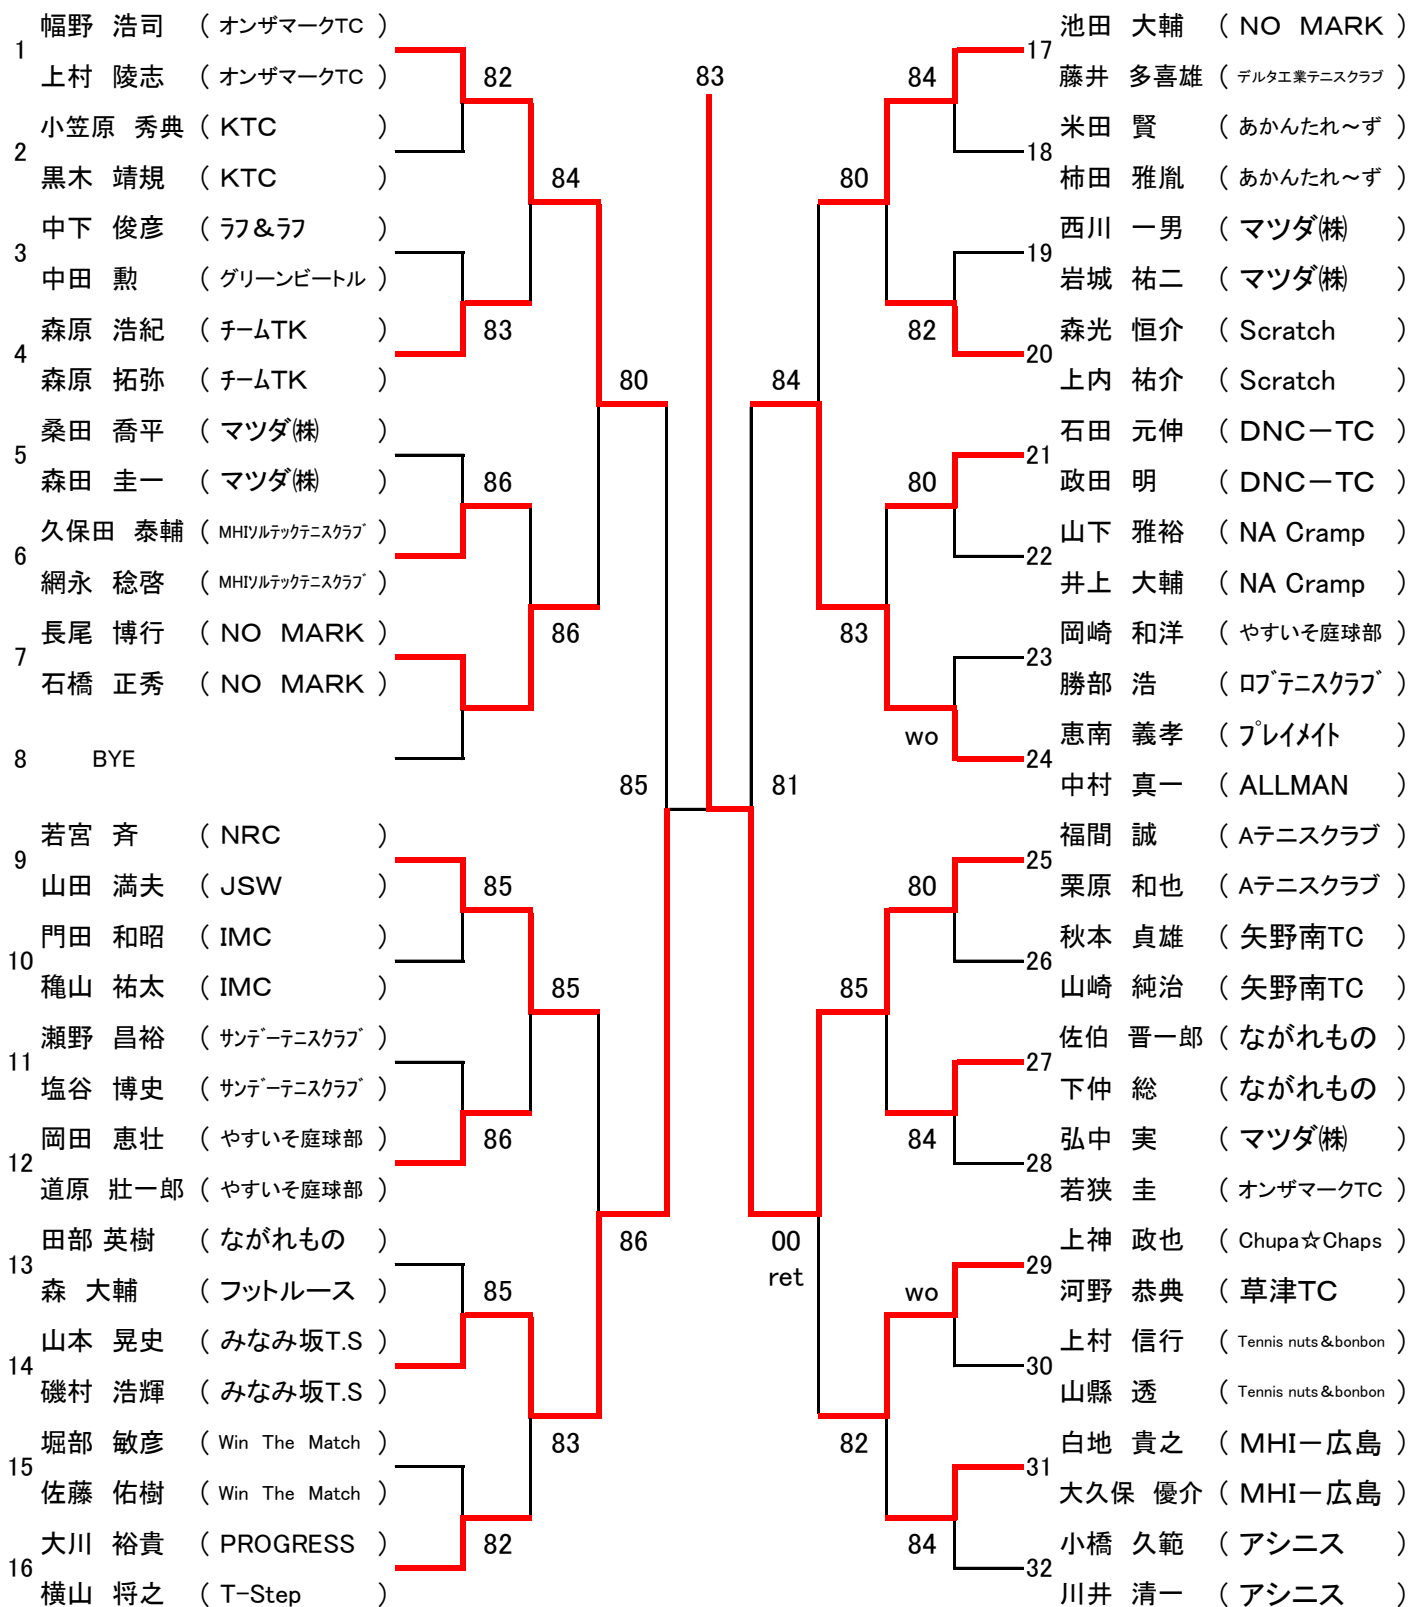 幅野 浩司 ( オンザマークTC )
1
上村 陵志 ( オンザマークTC )
82
小笠原 秀典 ( KTC )
2
黒木 靖規 ( KTC )
84
中下 俊彦 ( ラフ&ラフ )
3
中田 勲 ( グリーンビートル )
森原 浩紀 ( チームTK )
83
4
森原 拓弥 ( チームTK )
80
桑田 喬平 ( マツダ㈱ )
5
森田 圭一 ( マツダ㈱ )
86
久保田 泰輔 ( MHIソルテックテニスクラブ )
6
網永 稔啓 ( MHIソルテックテニスクラブ )
長尾 博行 ( NO MARK )
86
7
石橋 正秀 ( NO MARK )
8 BYE
85
若宮 斉 ( NRC )
9
山田 満夫 ( JSW )
85
門田 和昭 ( IMC )
10
穐山 祐太 ( IMC )
85
瀬野 昌裕 ( サンデーテニスクラブ )
11
塩谷 博史 ( サンデーテニスクラブ )
岡田 恵壮 ( やすいそ庭球部 )
86
12
道原 壯一郎 ( やすいそ庭球部 )
田部 英樹 ( ながれもの )
86
13
森 大輔 ( フットルース )
85
山本 晃史 ( みなみ坂T.S )
14
磯村 浩輝 ( みなみ坂T.S )
堀部 敏彦 ( Win The Match )
83
15
佐藤 佑樹 ( Win The Match )
大川 裕貴 ( PROGRESS )
82
16
横山 将之 ( T-Step )
83
池田 大輔 ( NO MARK )
17
84
藤井 多喜雄 ( デルタ工業テニスクラブ )
米田 賢 ( あかんたれ～ず )
18
80
柿田 雅胤 ( あかんたれ～ず )
西川 一男 ( マツダ㈱ )
19
岩城 祐二 ( マツダ㈱ )
82
森光 恒介 ( Scratch )
20
84
上内 祐介 ( Scratch )
石田 元伸 ( DNC－TC )
21
80
政田 明 ( DNC－TC )
山下 雅裕 ( NA Cramp )
22
井上 大輔 ( NA Cramp )
83
岡崎 和洋 ( やすいそ庭球部 )
23
勝部 浩 ( ロブテニスクラブ )
wo
恵南 義孝 ( プレイメイト )
24
81
中村 真一 ( ALLMAN )
福間 誠 ( Aテニスクラブ )
25
80
栗原 和也 ( Aテニスクラブ )
秋本 貞雄 ( 矢野南TC )
26
85
山崎 純治 ( 矢野南TC )
佐伯 晋一郎 ( ながれもの )
27
下仲 総 ( ながれもの )
84
弘中 実 ( マツダ㈱ )
28
若狭 圭 ( オンザマークTC )
00
上神 政也 ( Chupa☆Chaps )
29
ret
wo
河野 恭典 ( 草津TC )
上村 信行 ( Tennis nuts&bonbon )
30
山縣 透 ( Tennis nuts&bonbon )
82
白地 貴之 ( MHI－広島 )
31
大久保 優介 ( MHI－広島 )
84
小橋 久範 ( アシニス )
32
川井 清一 ( アシニス )